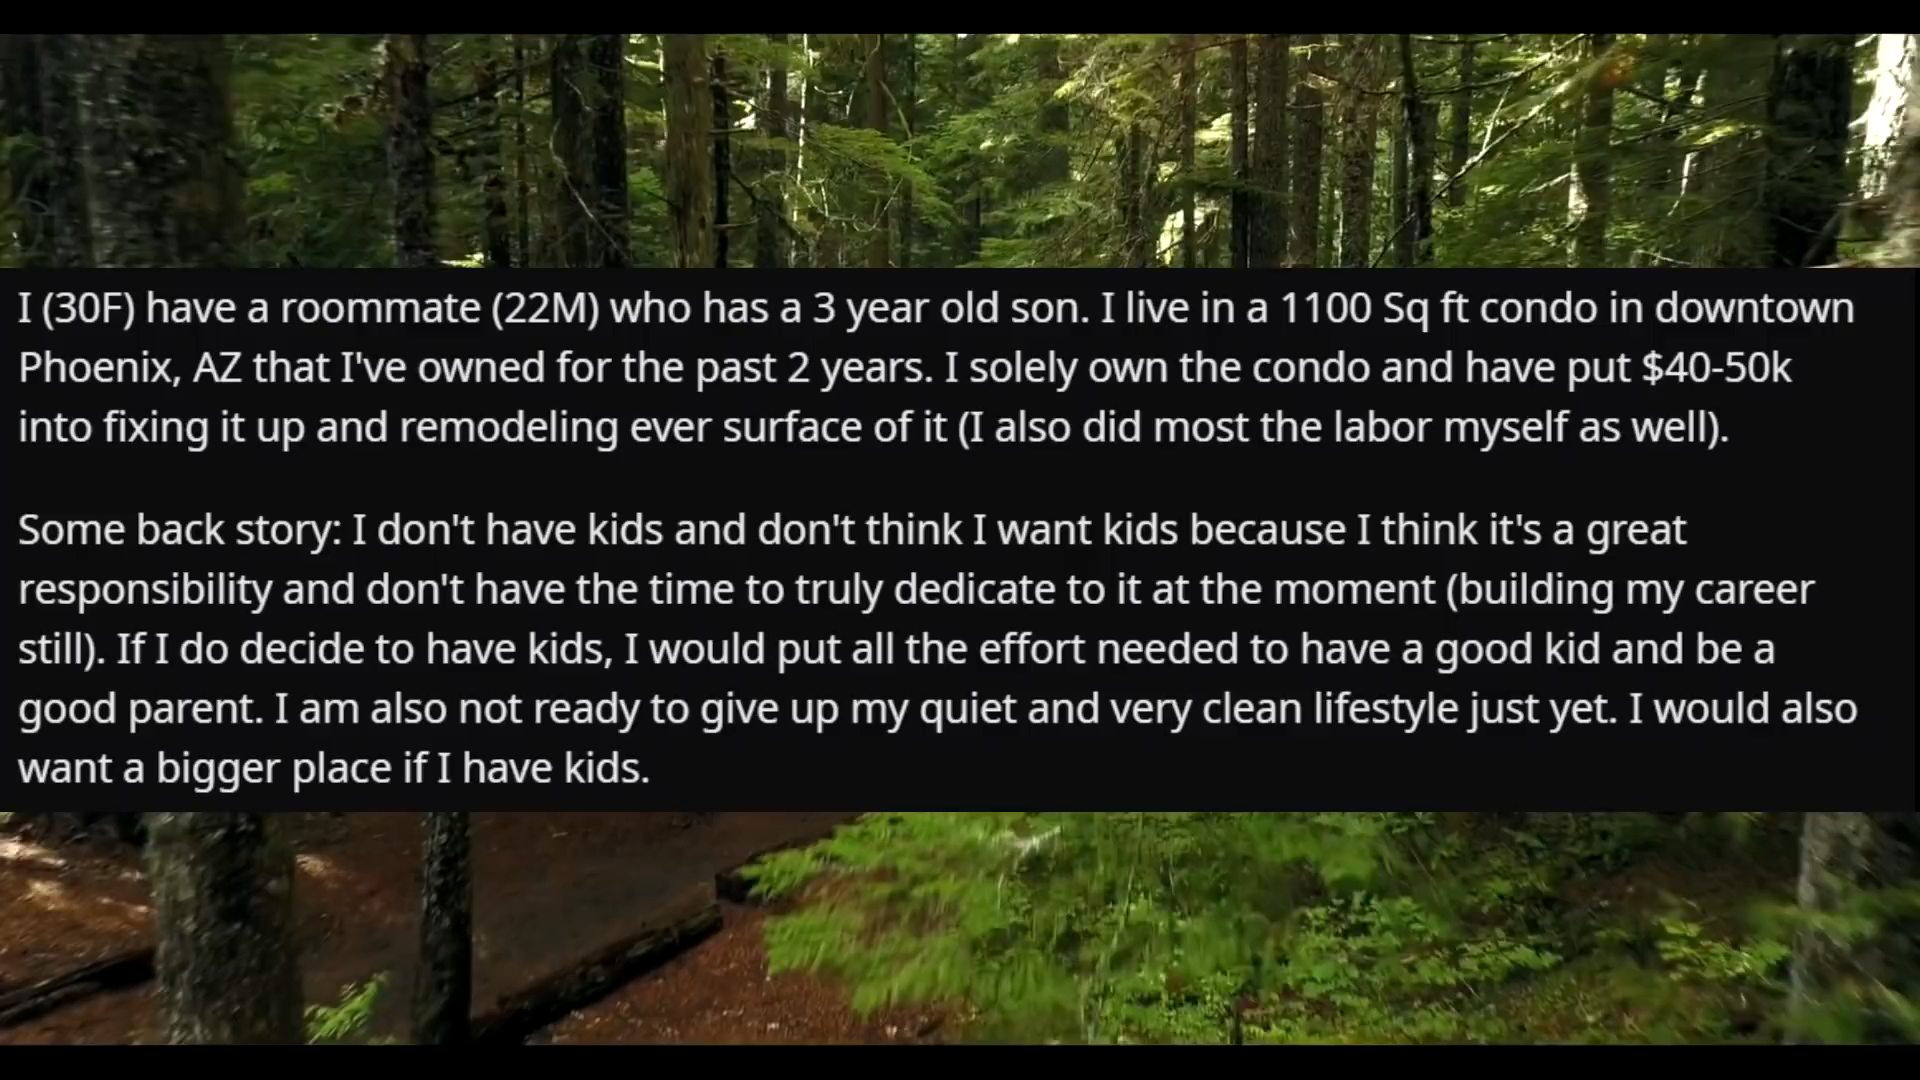 I (30F) have a roommate (22M) who has a 3 year old son. I live in a 1100 Sq ft condo in downtown
Phoenix, AZ that I've owned for the past 2 years. I solely own the condo and have put $40-50k
into fixing it up and remodeling ever surface of it (I also did most the labor myself as well).
Some back story: I don't have kids and don't think I want kids because I think it's a great
responsibility and don't have the time to truly dedicate to it at the moment (building my career
still). If I do decide to have kids, I would put all the effort needed to have a good kid and be a
good parent. I am also not ready to give up my quiet and very clean lifestyle just yet. I would also
want a bigger place if I have kids.